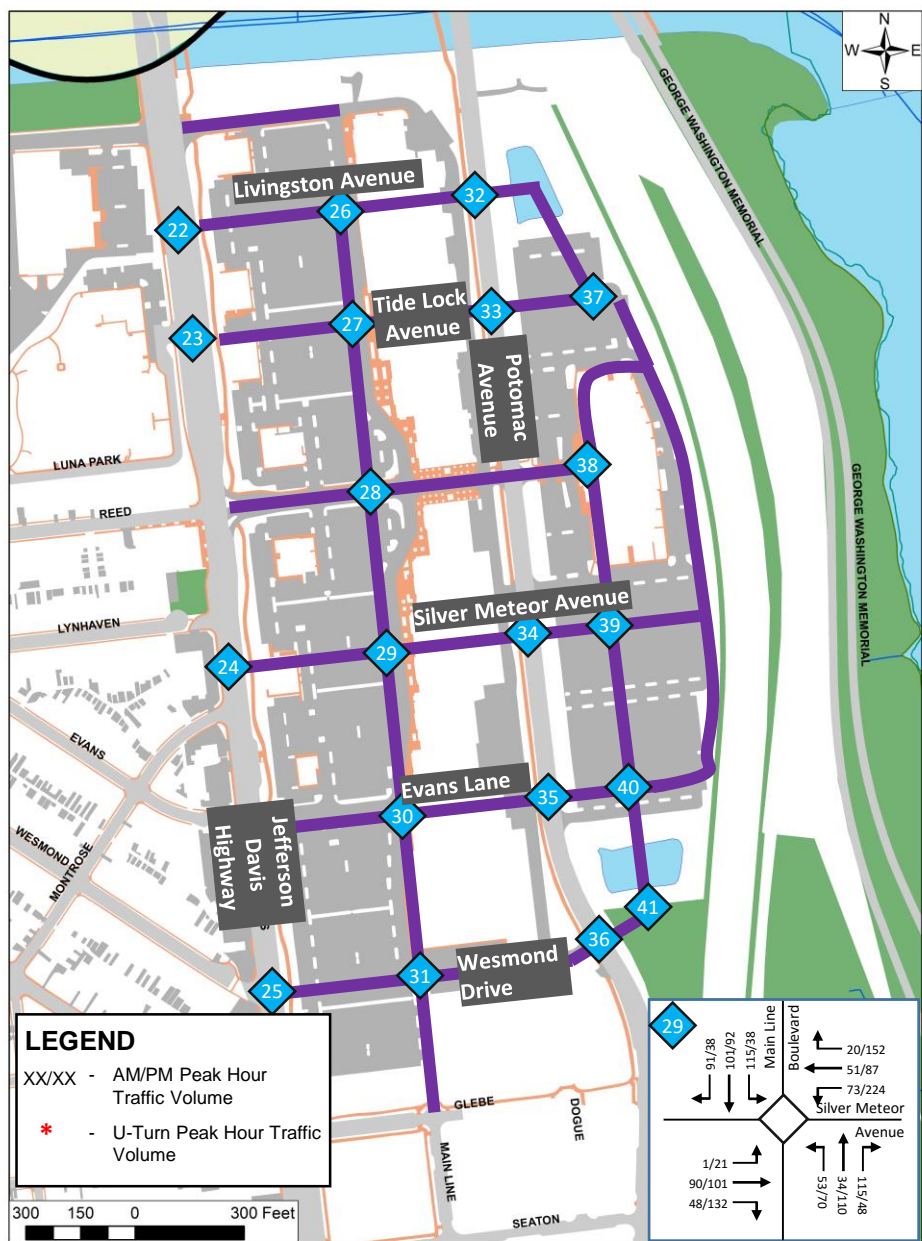 N
W E
S
GEORGE WASHINGTON MEMORIAL
Livingston Avenue
32
26
22
37
Tide Lock
Avenue
33
27
23
Potomac
Avenue
LUNA PARK
38
28
REED
GEORGE WASHINGTON MEMORIAL
LYNHAVEN
Silver Meteor Avenue
34
39
29
24
EVANS
Evans Lane
40
35
30
WESMOND
MONTROSE
Jefferson
Davis
Highway
S
41
36
Wesmond
Drive
31
25
GLEBE
DOGUE
MAIN LINE
SEATON
LEGEND
XX/XX - AM/PM Peak Hour
Traffic Volume
* - U-Turn Peak Hour Traffic
Volume
300 150 0 300 Feet
29
91/38
101/92
115/38
Main Line
Boulevard
20/152
51/87
73/224
Silver Meteor
Avenue
1/21
90/101
48/132
53/70
34/110
115/48